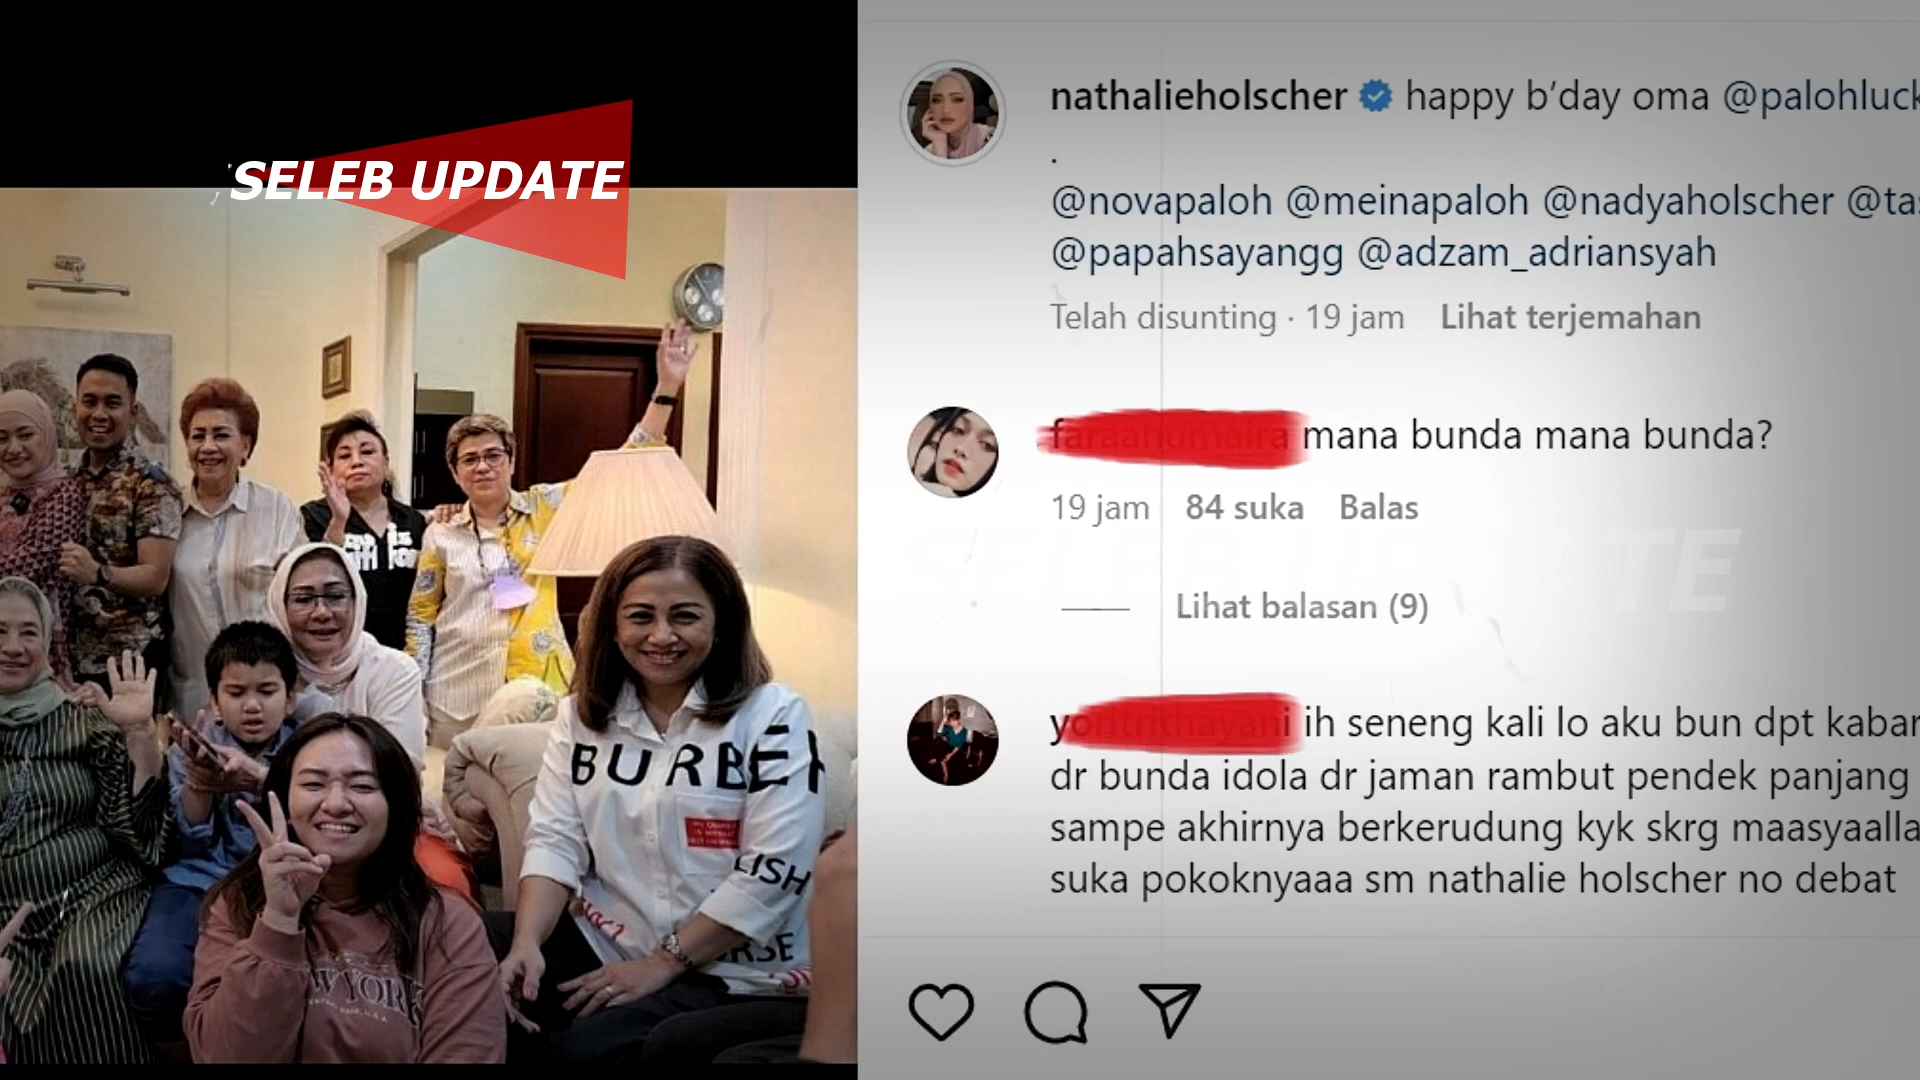 SELEB UPDATE
BURBER
LISH
nathalieholscher happy b’day oma @palohluck
.
@novapaloh @meinapaloh @nadyaholscher @tas
@papahsayangg @adzam_adriansyah
Telah disunting · 19 jam Lihat terjemahan
mana bunda mana bunda?
19 jam 84 suka Balas
Lihat balasan (9)
ih seneng kali lo aku bun dpt kabar
dr bunda idola dr jaman rambut pendek panjang
sampe akhirnya berkerudung kyk skrg maasyaalla
suka pokoknyaaa sm nathalie holscher no debat